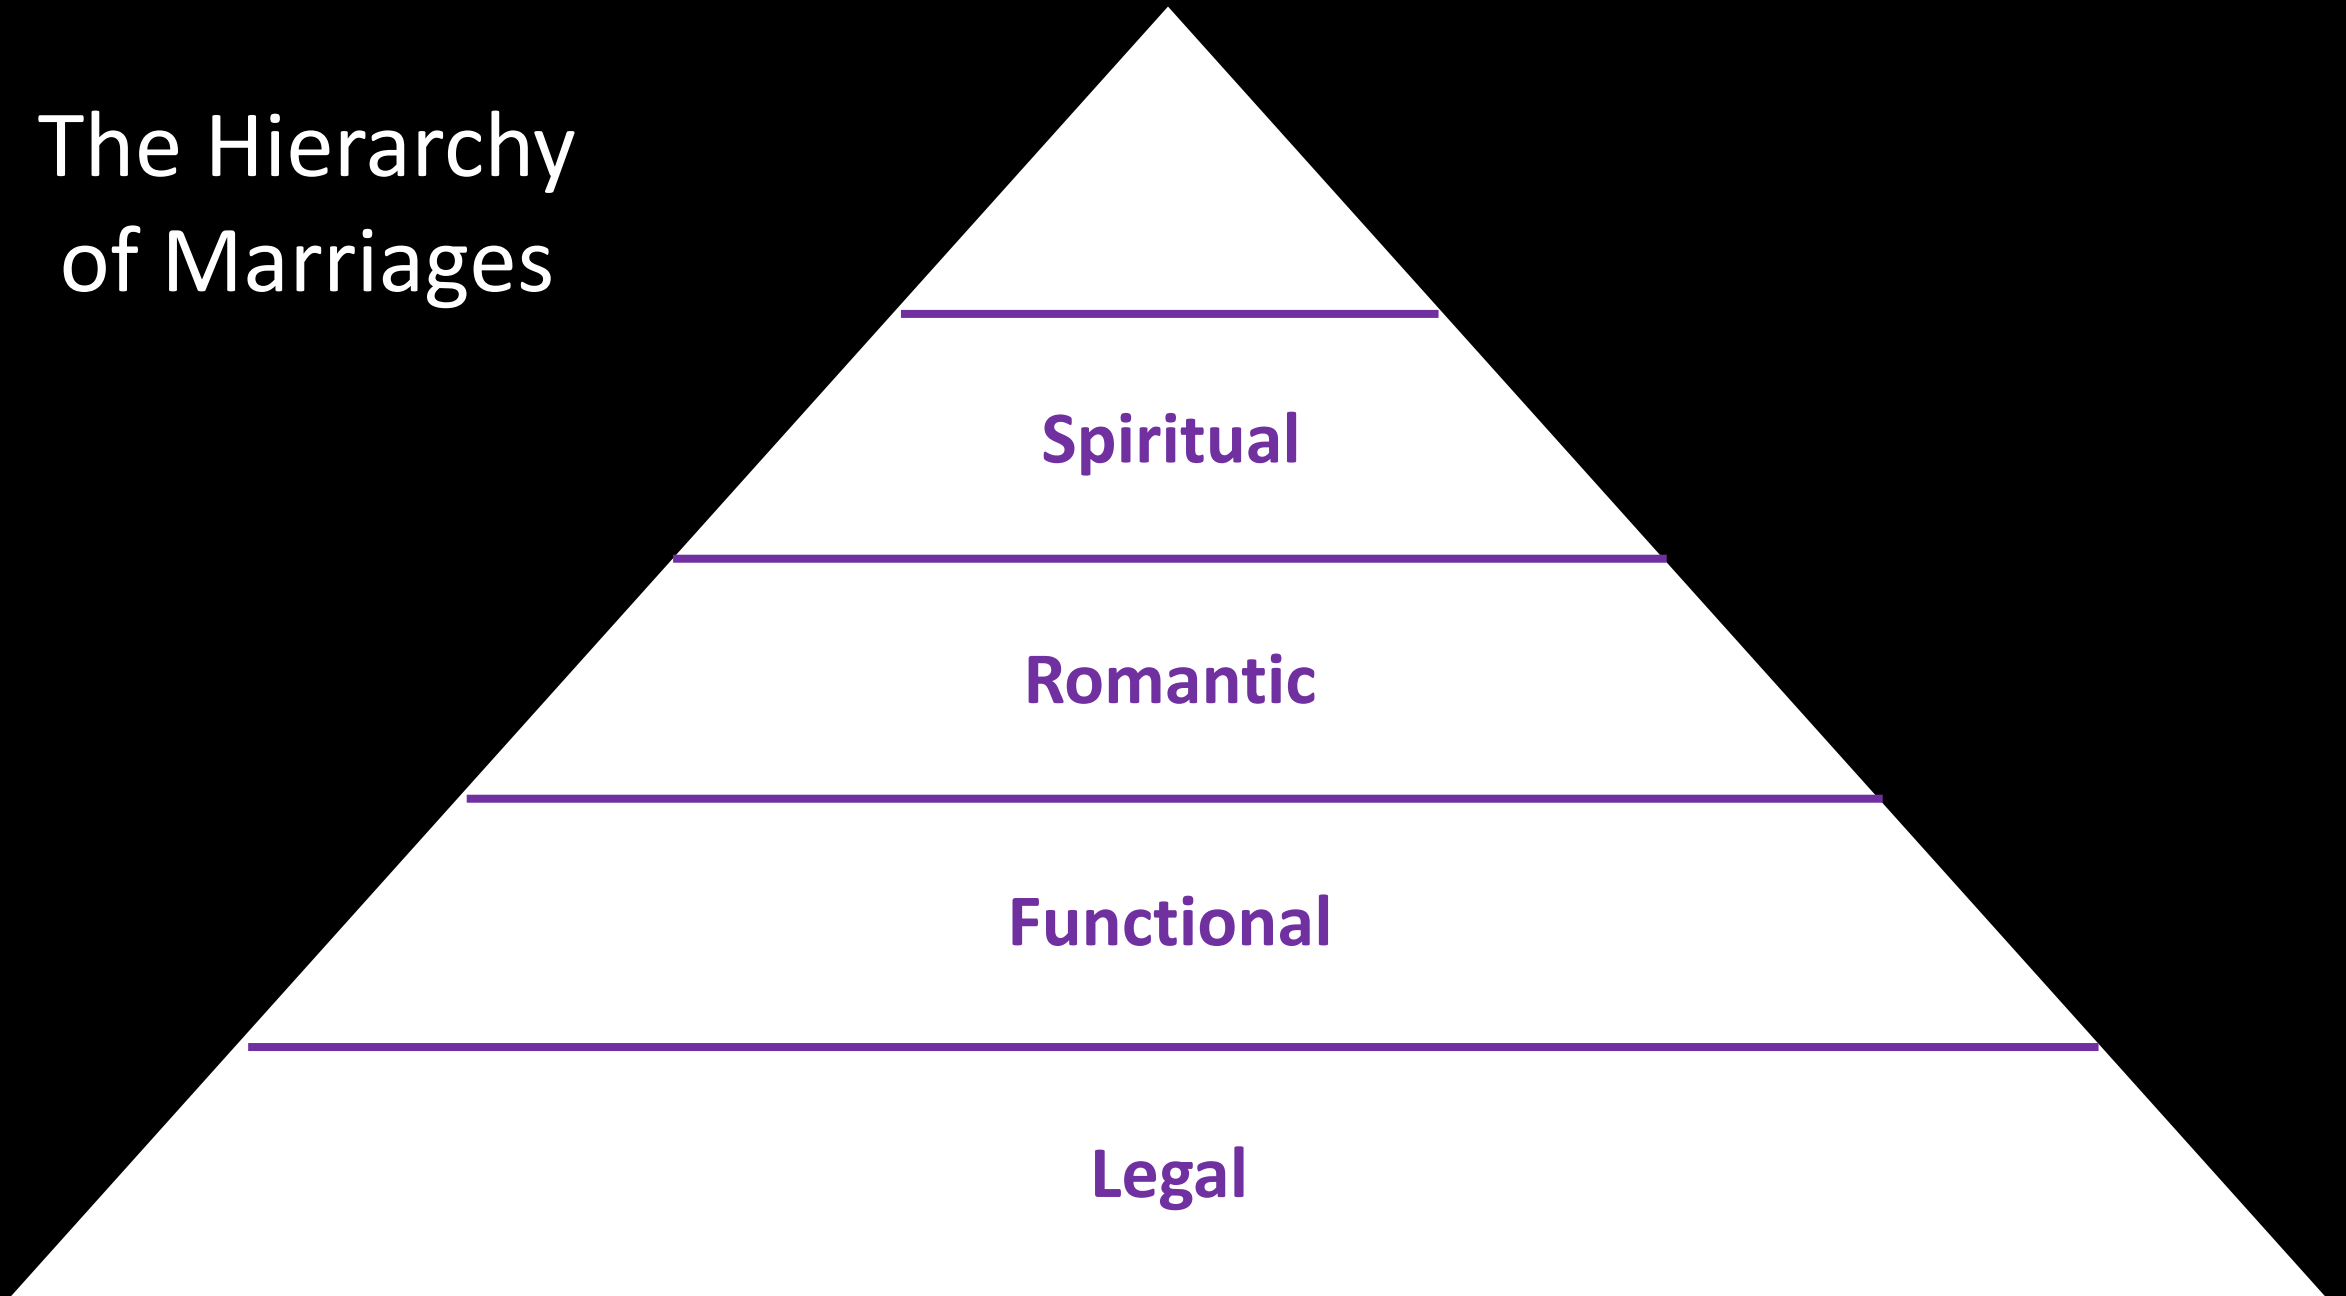 The Hierarchy
of Marriages
Spiritual
Romantic
Functional
Legal